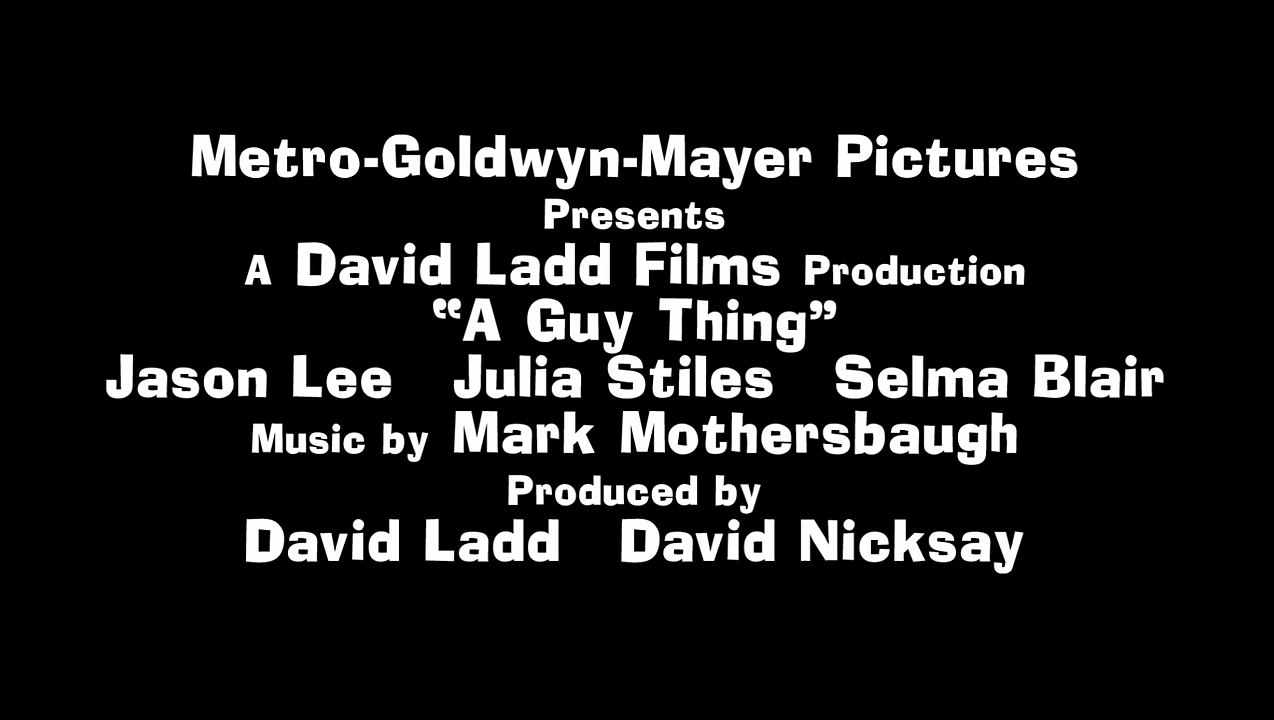 Metro-Goldwyn-Mayer Pictures
Presents
A David Ladd Films Production
“A Guy Thing”
Jason Lee Julia Stiles Selma Blair
Music by Mark Mothersbaugh
Produced by
David Ladd David Nicksay